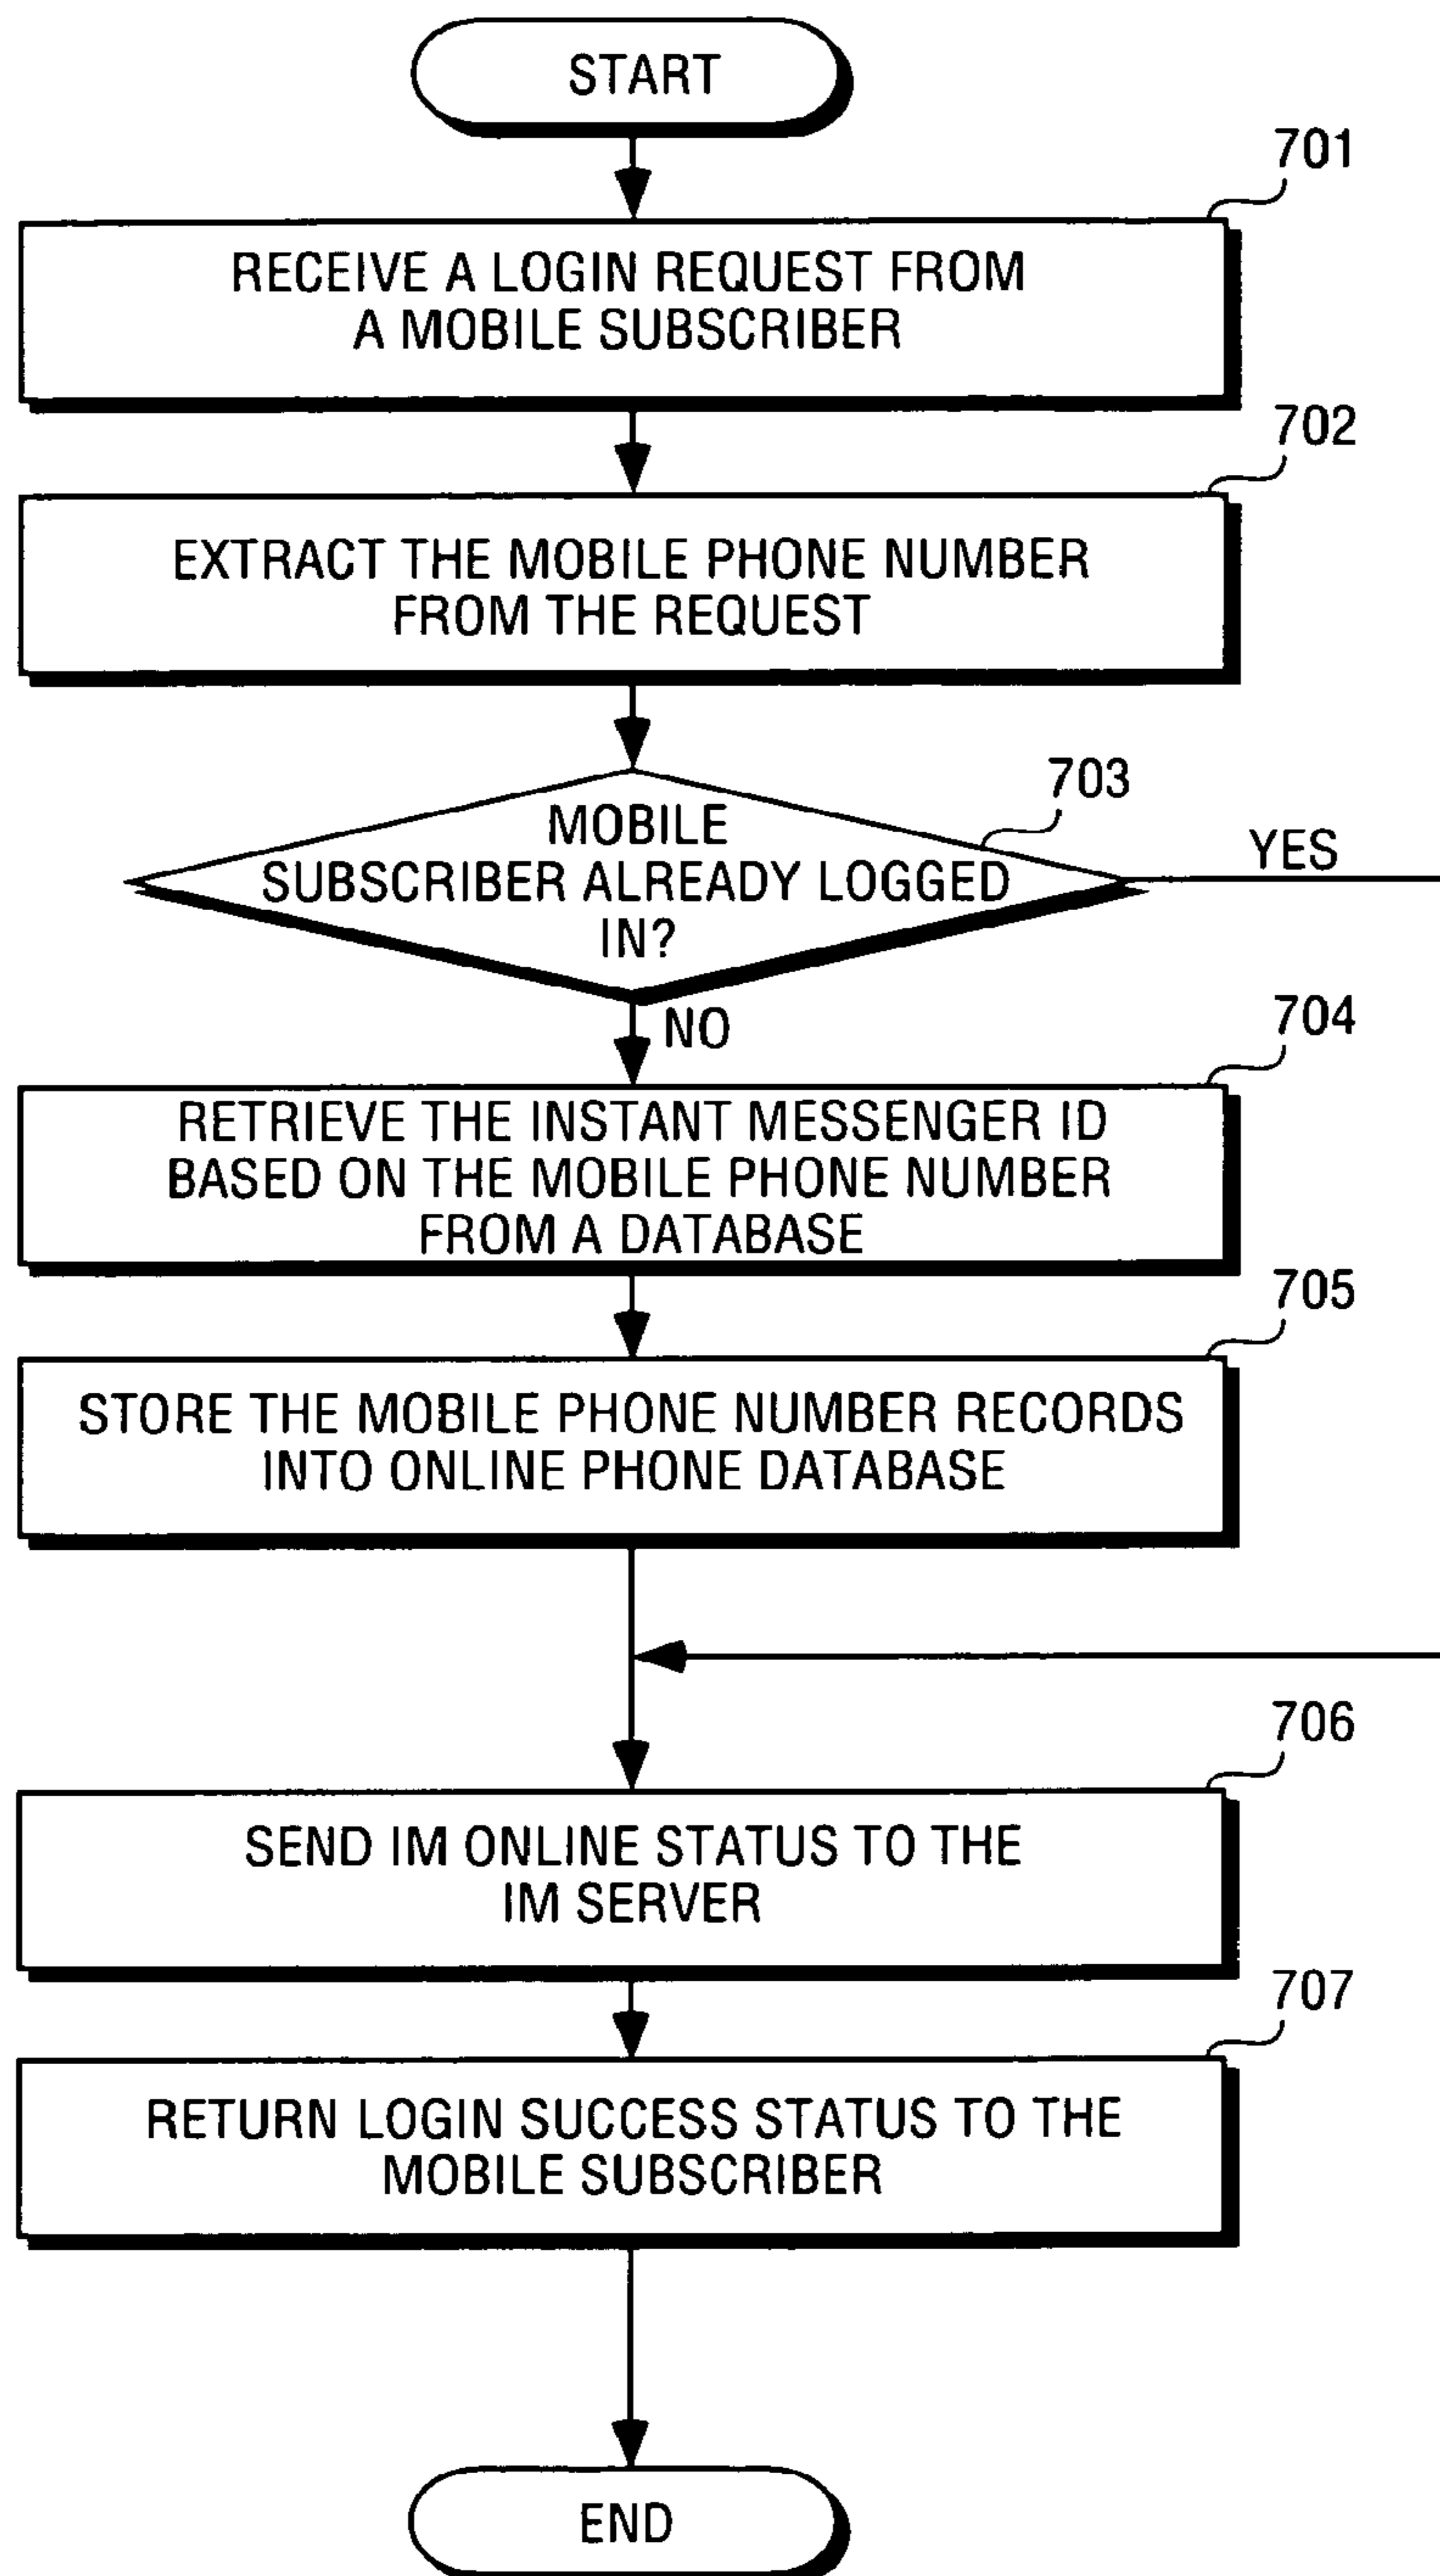 START
701
RECEIVE A LOGIN REQUEST FROM
A MOBILE SUBSCRIBER
702
EXTRACT THE MOBILE PHONE NUMBER
FROM THE REQUEST
703
MOBILE
SUBSCRIBER ALREADY LOGGED
IN?
YES
NO
704
RETRIEVE THE INSTANT MESSENGER ID
BASED ON THE MOBILE PHONE NUMBER
FROM A DATABASE
705
STORE THE MOBILE PHONE NUMBER RECORDS
INTO ONLINE PHONE DATABASE
706
SEND IM ONLINE STATUS TO THE
IM SERVER
707
RETURN LOGIN SUCCESS STATUS TO THE
MOBILE SUBSCRIBER
END